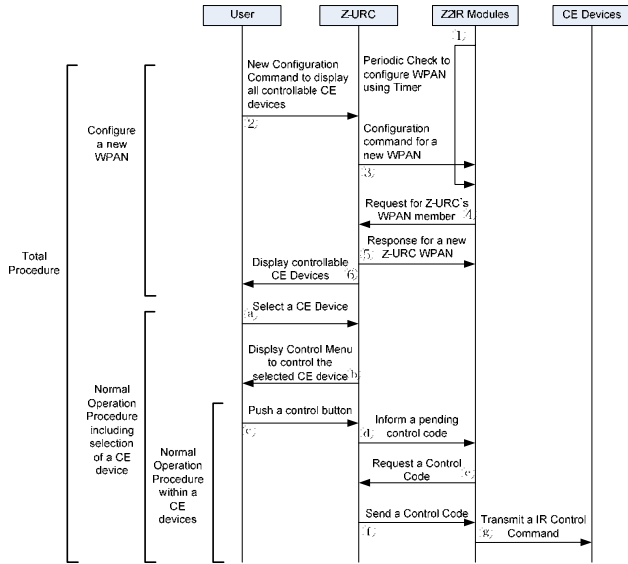 User
Z-URC
Z2IR Modules
CE Devices
(1)
New Configuration
Command to display
all controllable CE
devices
(2)
Periodic Check to
configure WPAN
using Timer
Configuration
command for a
new WPAN
(3)
Request for Z-URC's
WPAN member
(4)
Response for a new
Z-URC WPAN
(5)
Display controllable
CE Devices
(6)
Select a CE Device
(a)
Display Control Menu
to control the
selected CE device
(b)
Push a control button
(c)
Inform a pending
control code
(d)
Request a Control
Code
(e)
Send a Control Code
(f)
Transmit a IR Control
Command
(g)
Total
Procedure
Configure
a new
WPAN
Normal
Operation
Procedure
including
selection
of a CE
device
Normal
Operation
Procedure
within a
CE
devices